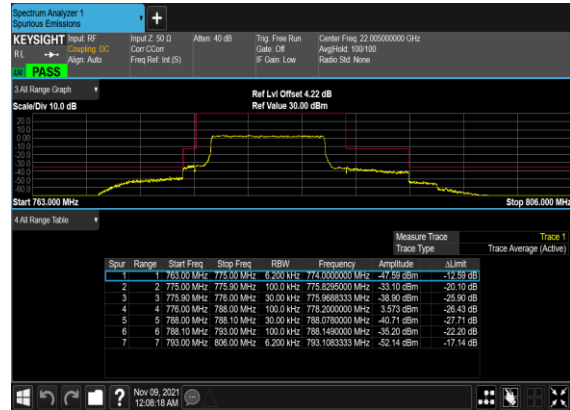 Spectrum Analyzer 1
Spurious Emissions
+
KEYSIGHT Input: RF Input Z: 50 Ω Atten: 40 dB Trig: Free Run Center Freq: 22.005000000 GHz
RL Coupling: DC Corr CCorr Gate: Off Avg|Hold: 100/100
Align: Auto Freq Ref: Int (S) IF Gain: Low Radio Std: None
LW PASS
3 All Range Graph
Ref Lvl Offset 4.22 dB
Scale/Div 10.0 dB Ref Value 30.00 dBm
20.0
10.0
0.00
-10.0
-20.0
-30.0
-40.0
-50.0
-60.0
Start 763.000 MHz Stop 806.000 MHz
4 All Range Table
Measure Trace Trace 1
Trace Type Trace Average (Active)
Spur Range Start Freq Stop Freq RBW Frequency Amplitude ΔLimit
1 1 763.00 MHz 775.00 MHz 6.200 kHz 774.0000000 MHz -47.59 dBm -12.59 dB
2 2 775.00 MHz 775.90 MHz 100.0 kHz 775.8295000 MHz -33.10 dBm -20.10 dB
3 3 775.90 MHz 776.00 MHz 30.00 kHz 775.9688333 MHz -38.90 dBm -25.90 dB
4 4 776.00 MHz 788.00 MHz 100.0 kHz 778.2000000 MHz 3.573 dBm -26.43 dB
5 5 788.00 MHz 788.10 MHz 30.00 kHz 788.0780000 MHz -40.71 dBm -27.71 dB
6 6 788.10 MHz 793.00 MHz 100.0 kHz 788.1490000 MHz -35.20 dBm -22.20 dB
7 7 793.00 MHz 806.00 MHz 6.200 kHz 793.1083333 MHz -52.14 dBm -17.14 dB
? Nov 09, 2021
12:08:18 AM